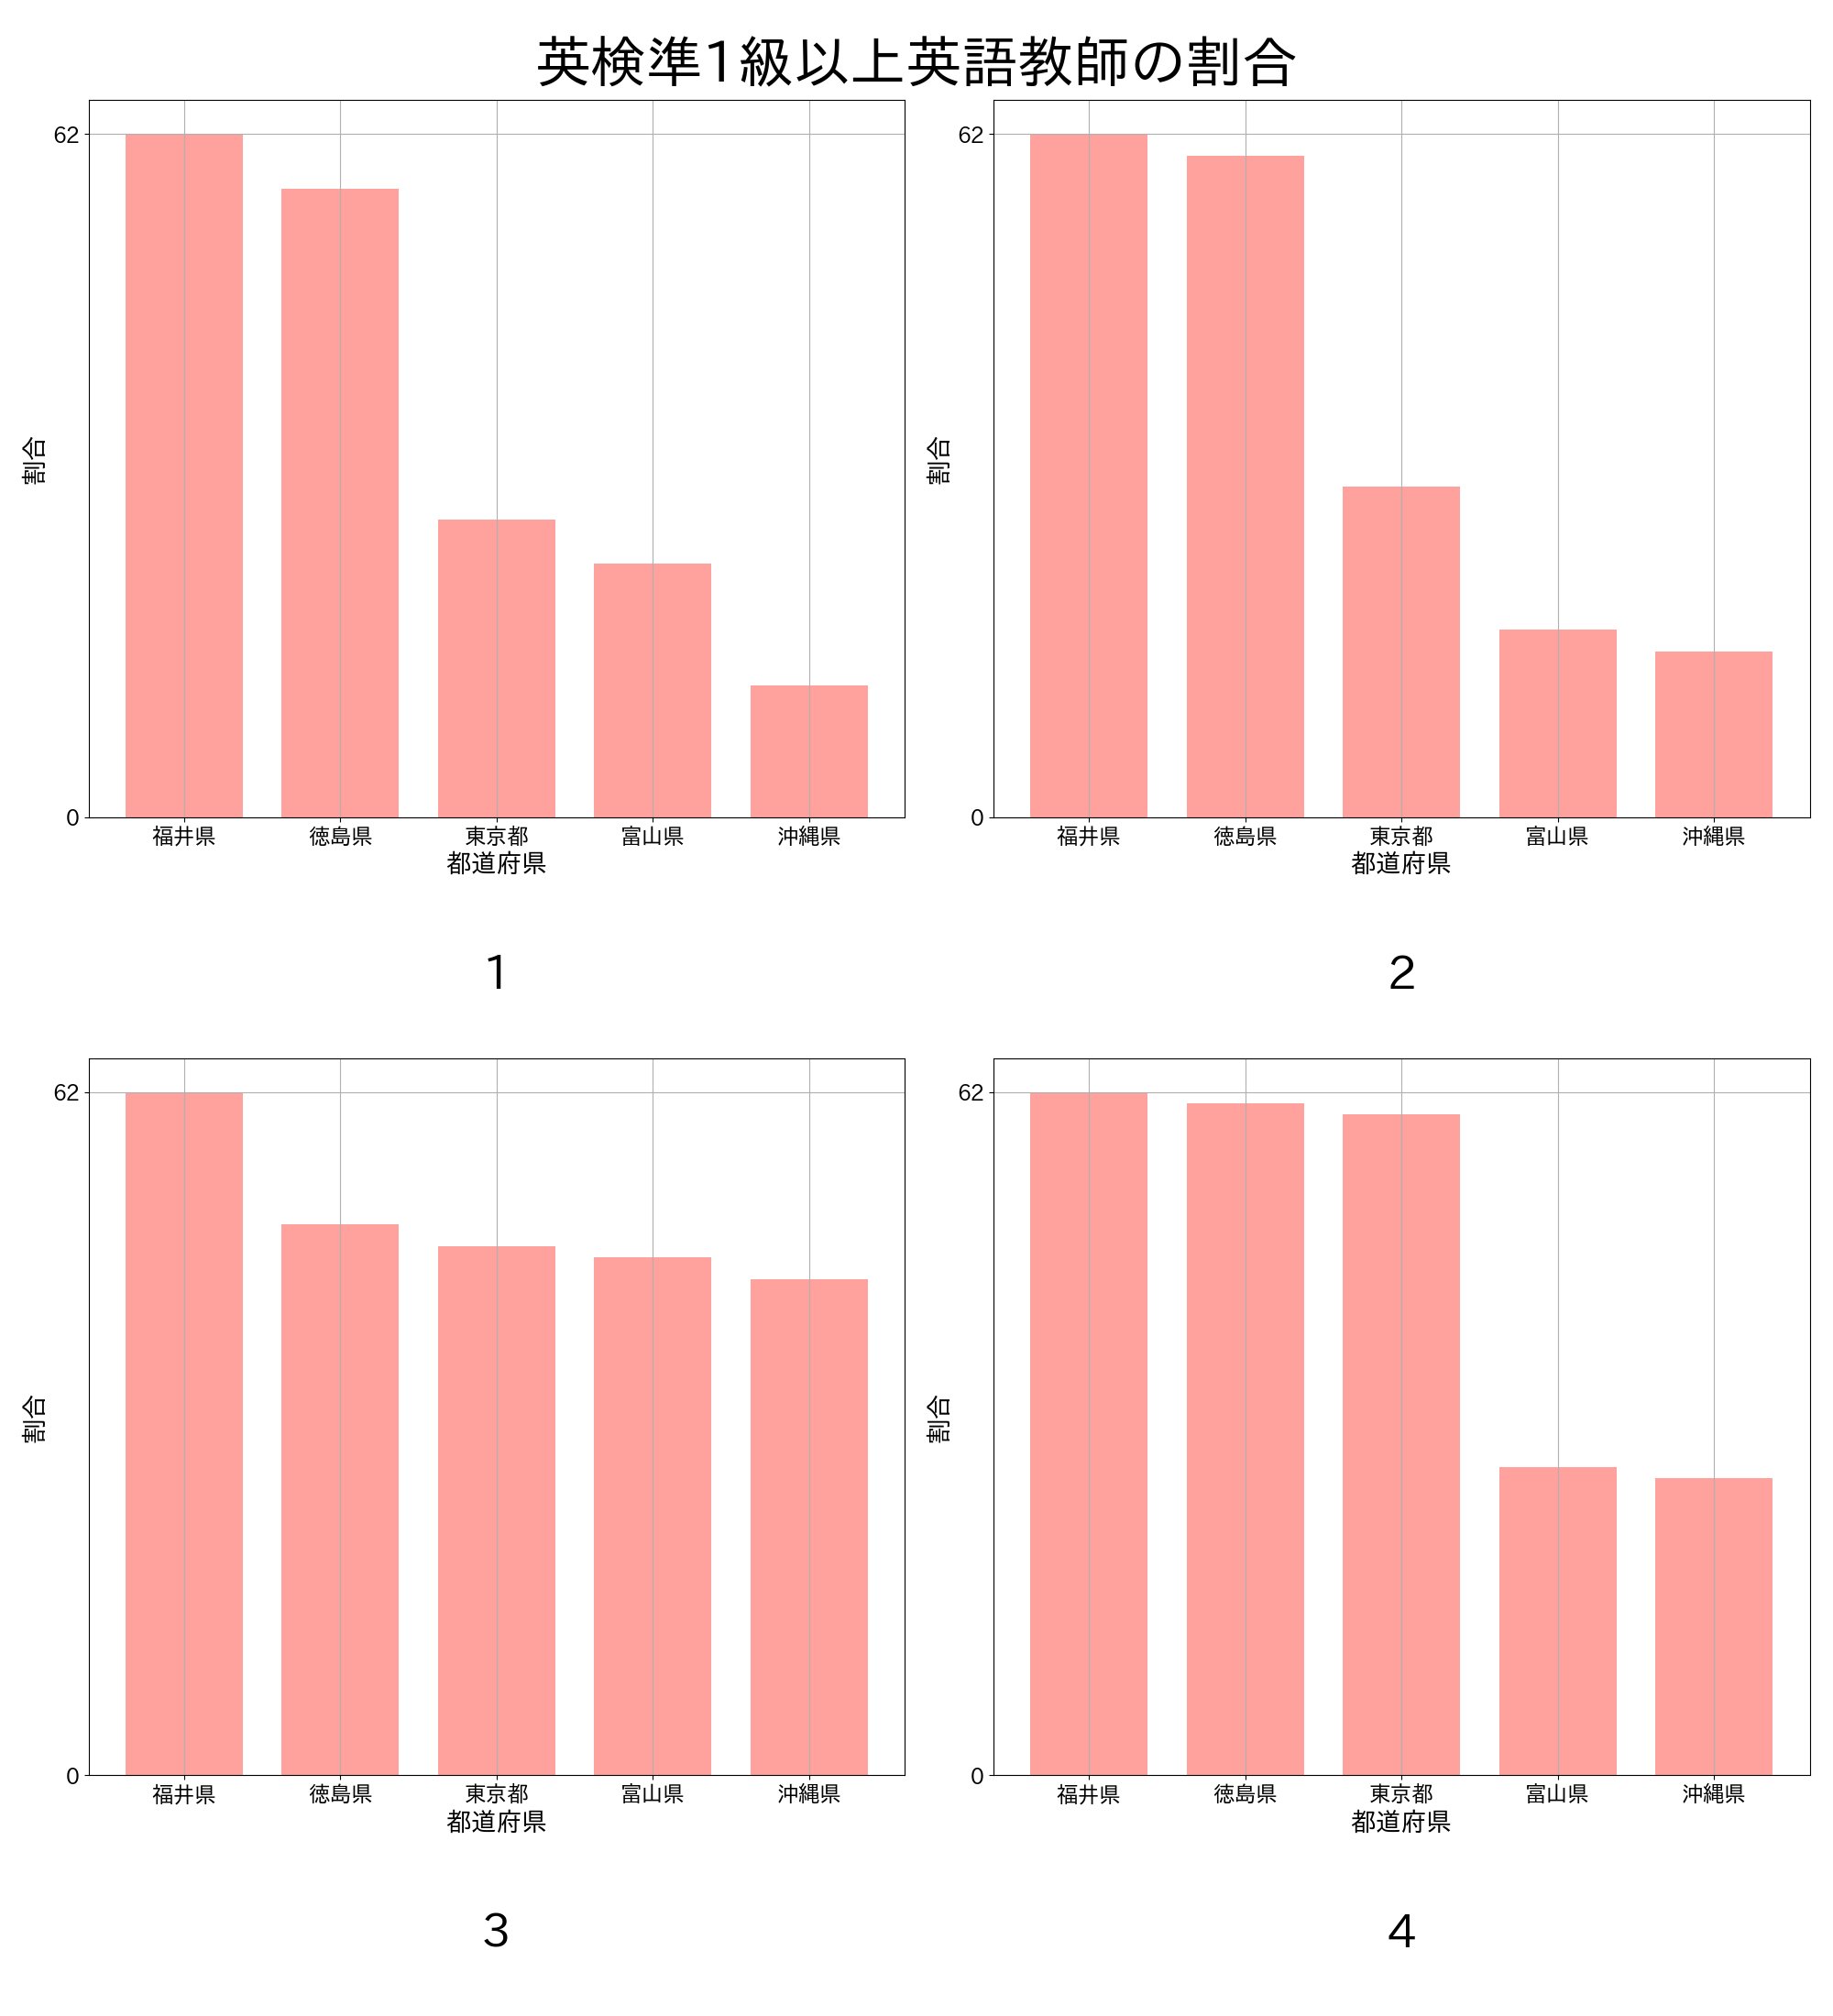 英検準1級以上英語教師の割合
62
0
割合
福井県 徳島県 東京都 富山県 沖縄県
都道府県
1
62
0
割合
福井県 徳島県 東京都 富山県 沖縄県
都道府県
2
62
0
割合
福井県 徳島県 東京都 富山県 沖縄県
都道府県
3
62
0
割合
福井県 徳島県 東京都 富山県 沖縄県
都道府県
4